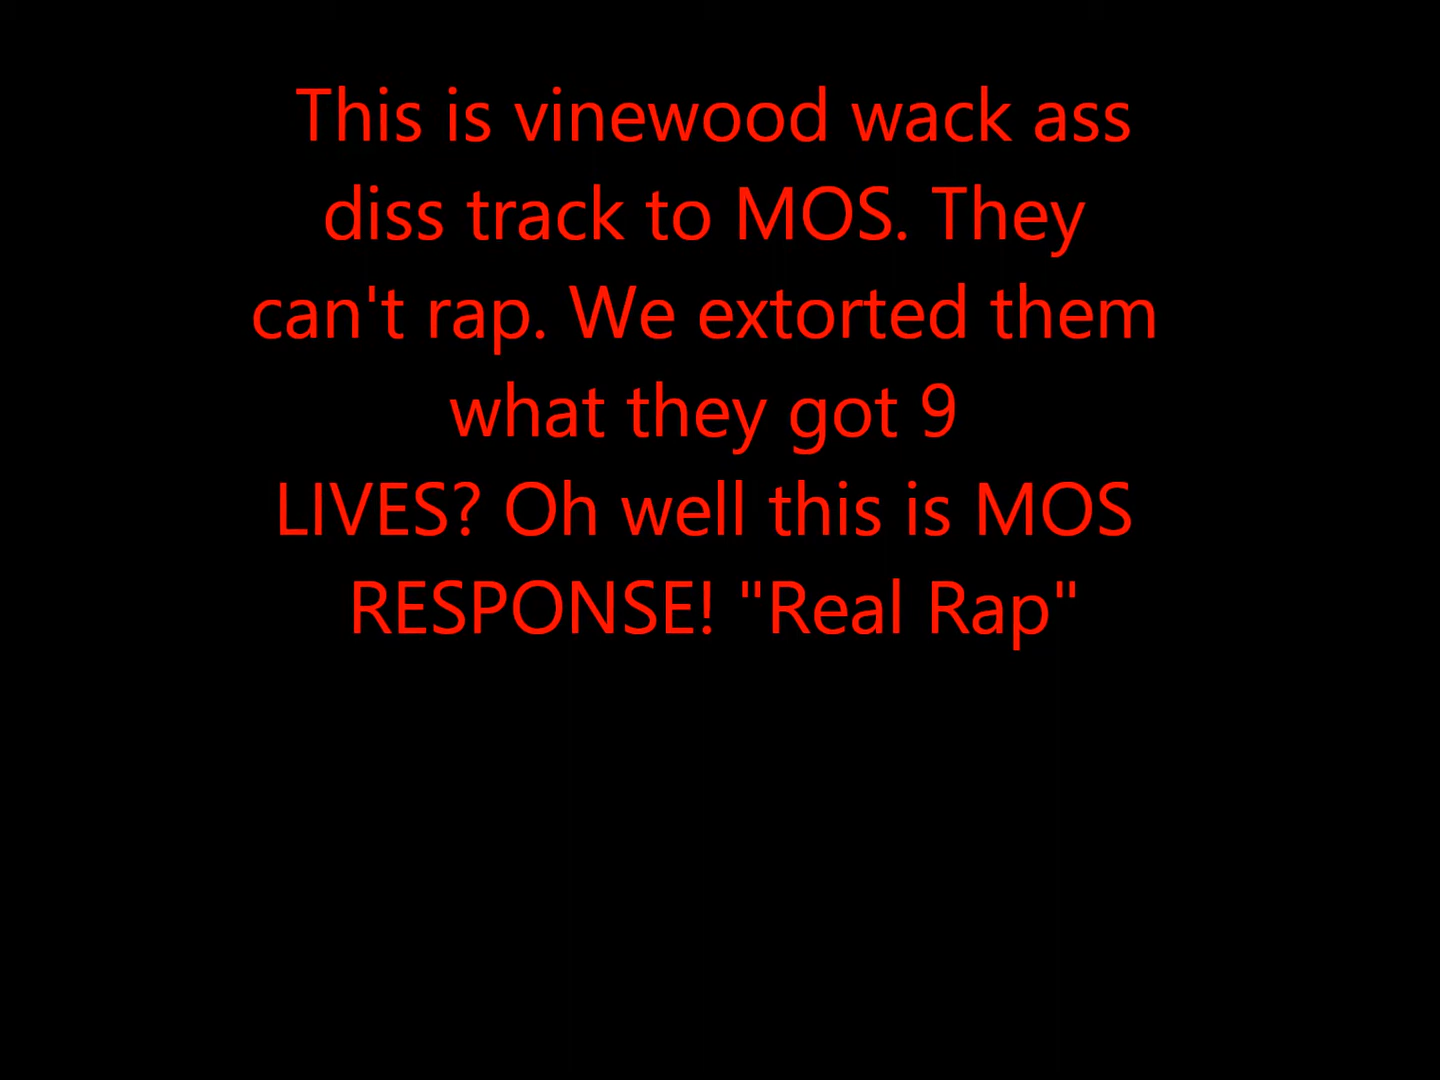 This is vinewood wack ass
diss track to MOS. They
can't rap. We extorted them
what they got 9
LIVES? Oh well this is MOS
RESPONSE! "Real Rap"